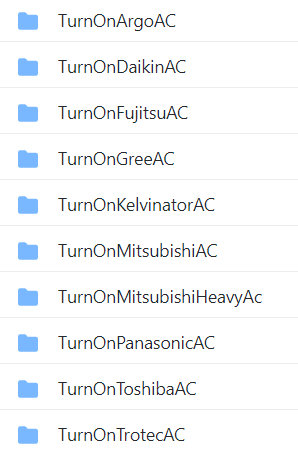 TurnOnArgoAC
TurnOnDaikinAC
TurnOnFujitsuAC
TurnOnGreeAC
TurnOnKelvinatorAC
TurnOnMitsubishiAC
TurnOnMitsubishiHeavyAc
TurnOnPanasonicAC
TurnOnToshibaAC
TurnOnTrotecAC